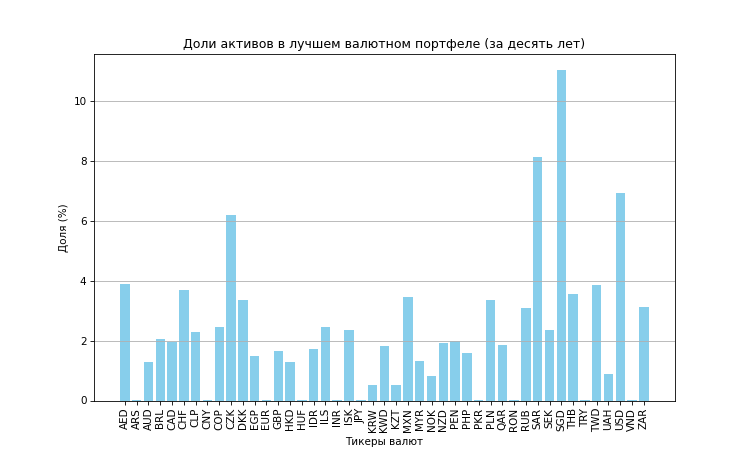 Доли активов в лучшем валютном портфеле (за десять лет)
Доля (%)
10
8
6
4
2
0
AED ARS AUD BRL CAD CHF CLP CNY COP CZK DKK EGP EUR GBP HKD HUF IDR ILS INR ISK JPY KRW KWD KZT MXN MYR NOK NZD PEN PHP PKR PLN QAR RON RUB SAR SEK SGD THB TRY TWD UAH USD VND ZAR
Тикеры валют